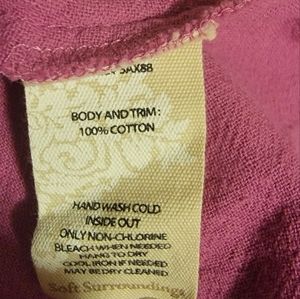 5AX88
BODY AND TRIM:
100% COTTON
HAND WASH COLD
INSIDE OUT
ONLY NON-CHLORINE
BLEACH WHEN NEEDED
HANG TO DRY
COOL IRON IF NEEDED
MAY BE DRY CLEANED
Soft Surroundings